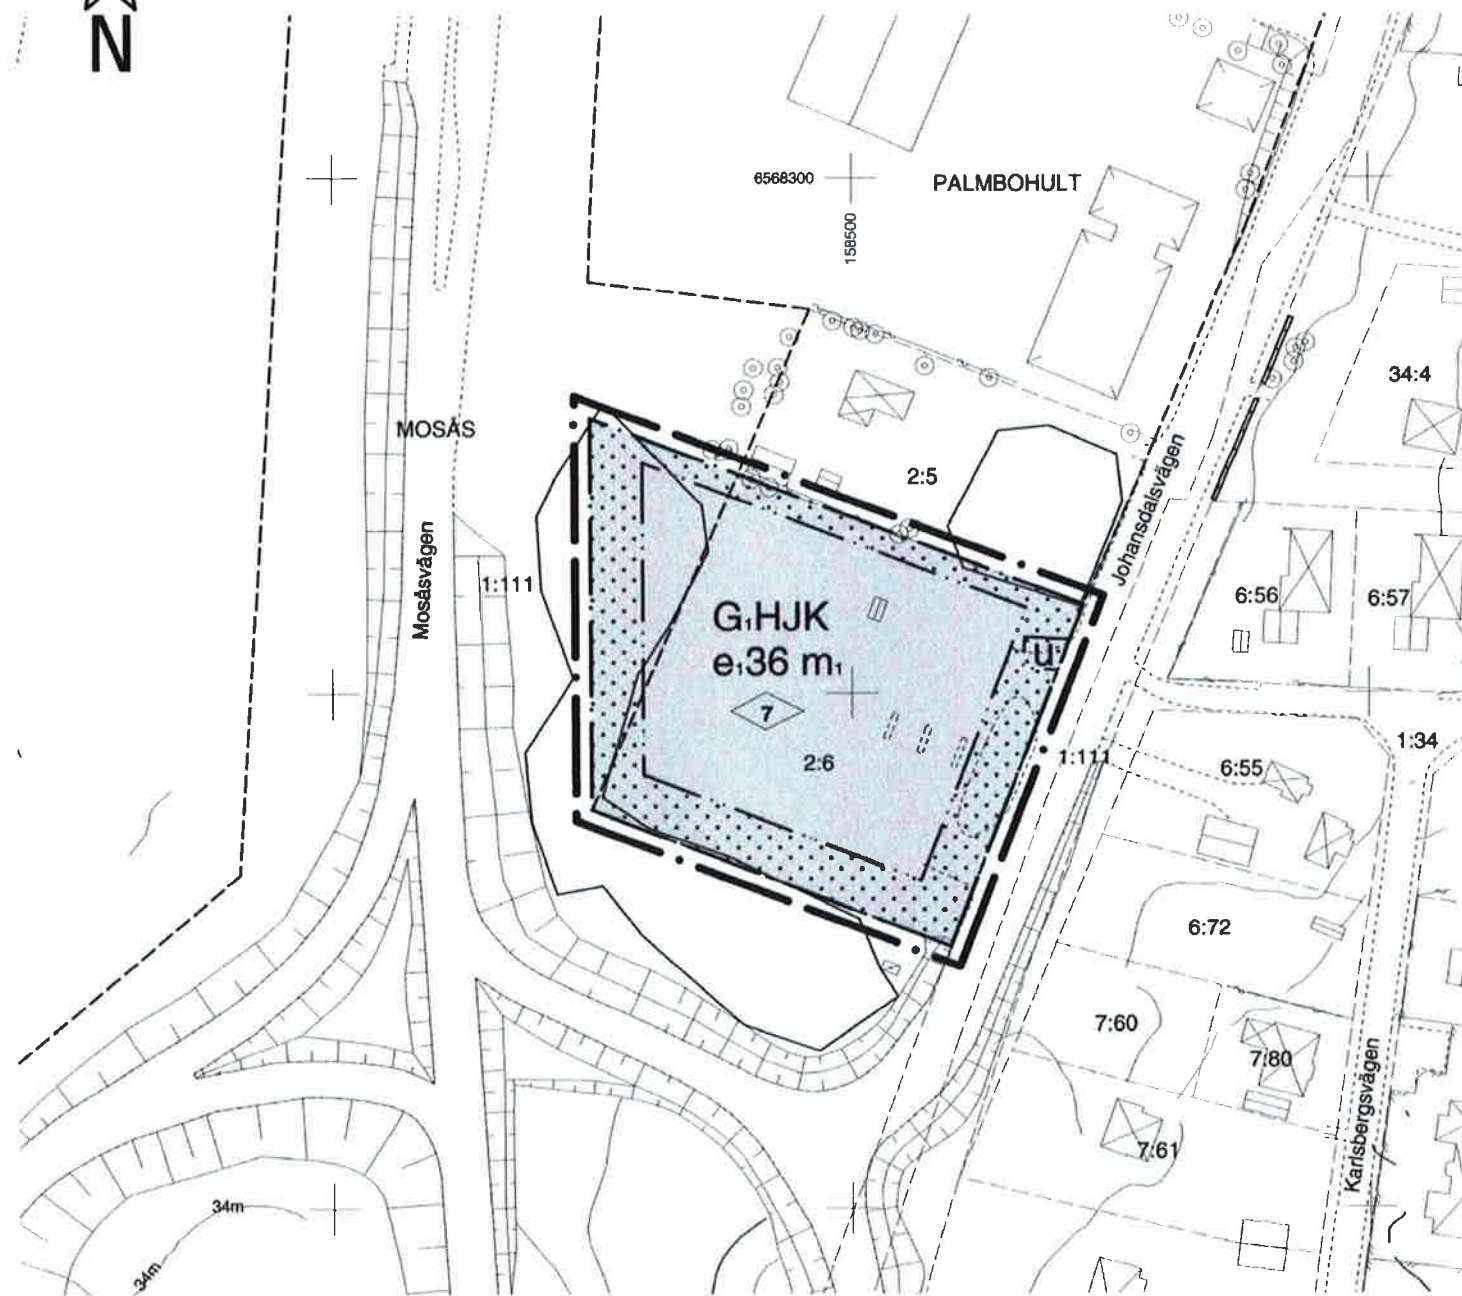 N
6568300
158500
PALMBOHULT
34:4
MOSÅS
2:5
Johansdalsvägen
Mosåsvägen
1:111
6:56
6:57
G₁HJK
e₁36 m₁
u
7
2:6
1:111
1:34
6:55
6:72
7:60
7:80
Karlsbergsvägen
7:61
34m
34m